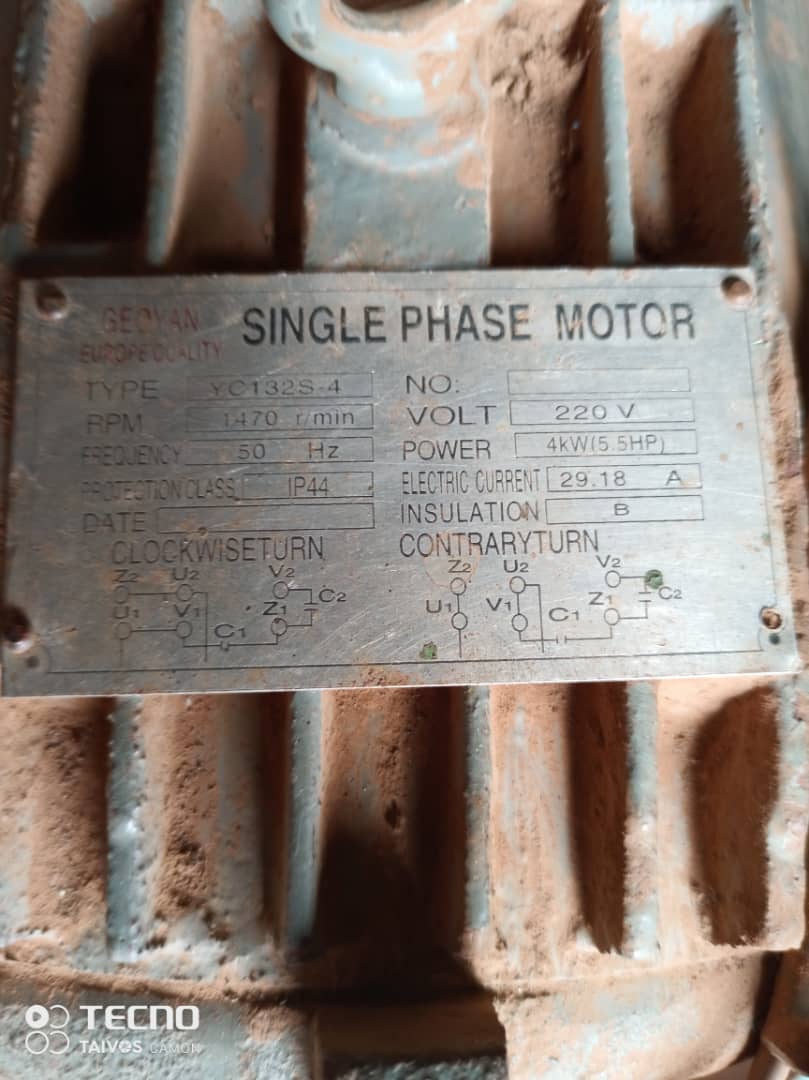 GEOYAN SINGLE PHASE MOTOR
EUROPE QUALITY
TYPE YC132S-4 NO:
RPM 1470 r/min VOLT 220 V
FREQUENCY 50 Hz POWER 4kW(5.5HP)
PROTECTION CLASS IP44 ELECTRIC CURRENT 29.18 A
DATE INSULATION B
CLOCKWISETURN CONTRARYTURN
Z2 U2 V2 Z2 U2 V2
U1 V1 Z1 C2 U1 V1 Z1 C2
C1 C1
TECNO
TAIVOS CAMON